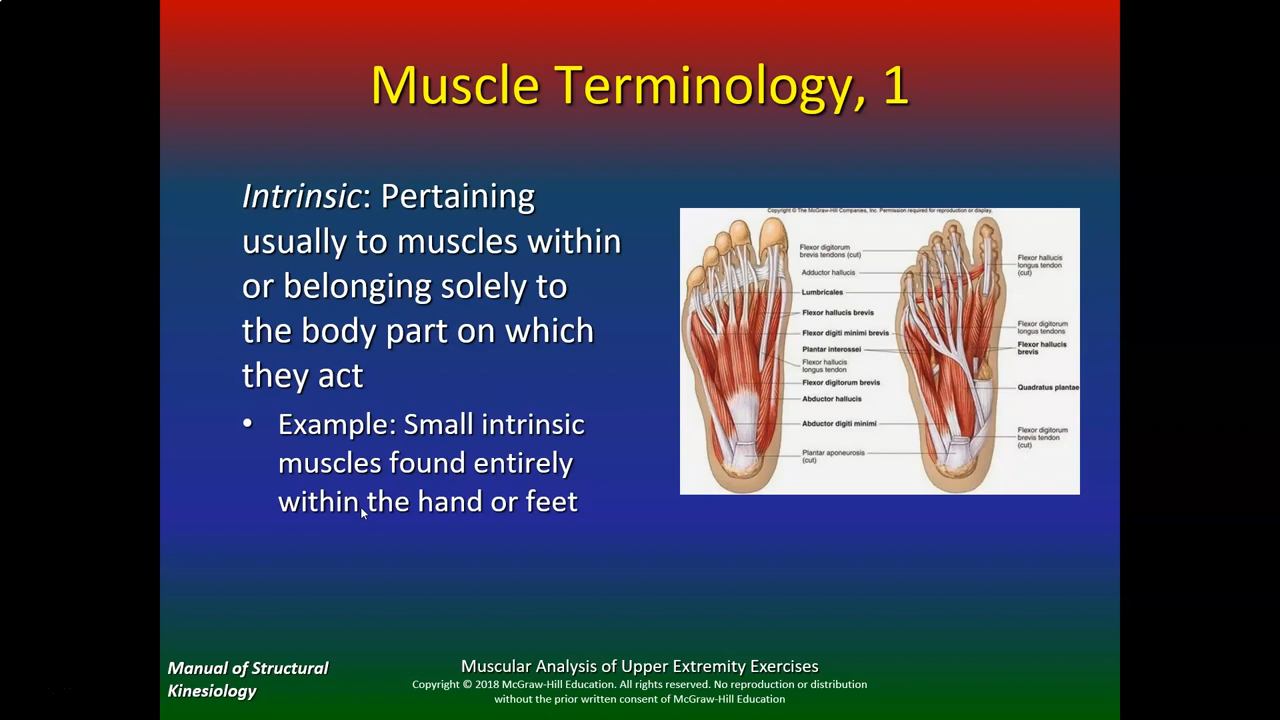 Muscle Terminology, 1
Intrinsic: Pertaining
usually to muscles within
or belonging solely to
the body part on which
they act
• Example: Small intrinsic
muscles found entirely
within the hand or feet
Copyright © The McGraw-Hill Companies, Inc. Permission required for reproduction or display.
Flexor digitorum
brevis tendons (cut)
Adductor hallucis
Lumbricales
Flexor hallucis brevis
Flexor digiti minimi brevis
Plantar interossei
Flexor hallucis
longus tendon
Flexor digitorum brevis
Abductor hallucis
Abductor digiti minimi
Plantar aponeurosis
(cut)
Flexor hallucis
longus tendon
(cut)
Flexor digitorum
longus tendons
Flexor hallucis
brevis
Quadratus plantae
Flexor digitorum
brevis tendon
(cut)
Manual of Structural
Kinesiology
Muscular Analysis of Upper Extremity Exercises
Copyright © 2018 McGraw-Hill Education. All rights reserved. No reproduction or distribution
without the prior written consent of McGraw-Hill Education